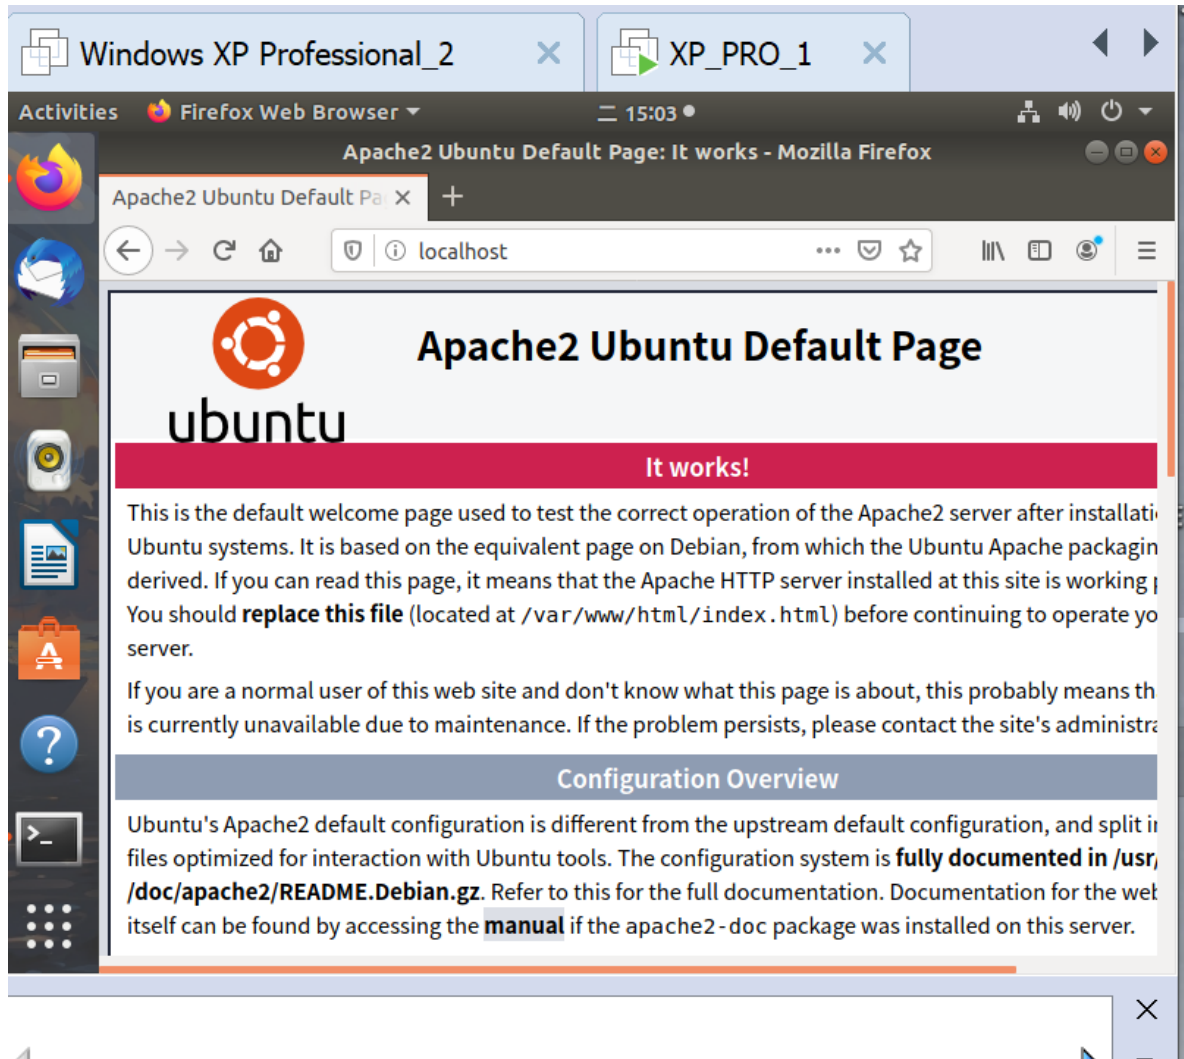 Windows XP Professional_2
XP_PRO_1
Activities
Firefox Web Browser
二 15:03
Apache2 Ubuntu Default Page: It works - Mozilla Firefox
Apache2 Ubuntu Default Pa
localhost
ubuntu
Apache2 Ubuntu Default Page
It works!
This is the default welcome page used to test the correct operation of the Apache2 server after
Ubuntu systems. It is based on the equivalent page on Debian, from which the Ubuntu Apache
derived. If you can read this page, it means that the Apache HTTP server installed at this site is working
You should replace this file (located at /var/www/html/index.html) before continuing to operate
server.
If you are a normal user of this web site and don't know what this page is about, this probably means
is currently unavailable due to maintenance. If the problem persists, please contact the site's
Configuration Overview
Ubuntu's Apache2 default configuration is different from the upstream default configuration, and split
files optimized for interaction with Ubuntu tools. The configuration system is fully documented in /usr/
/doc/apache2/README.Debian.gz. Refer to this for the full documentation. Documentation for the web
itself can be found by accessing the manual if the apache2-doc package was installed on this server.